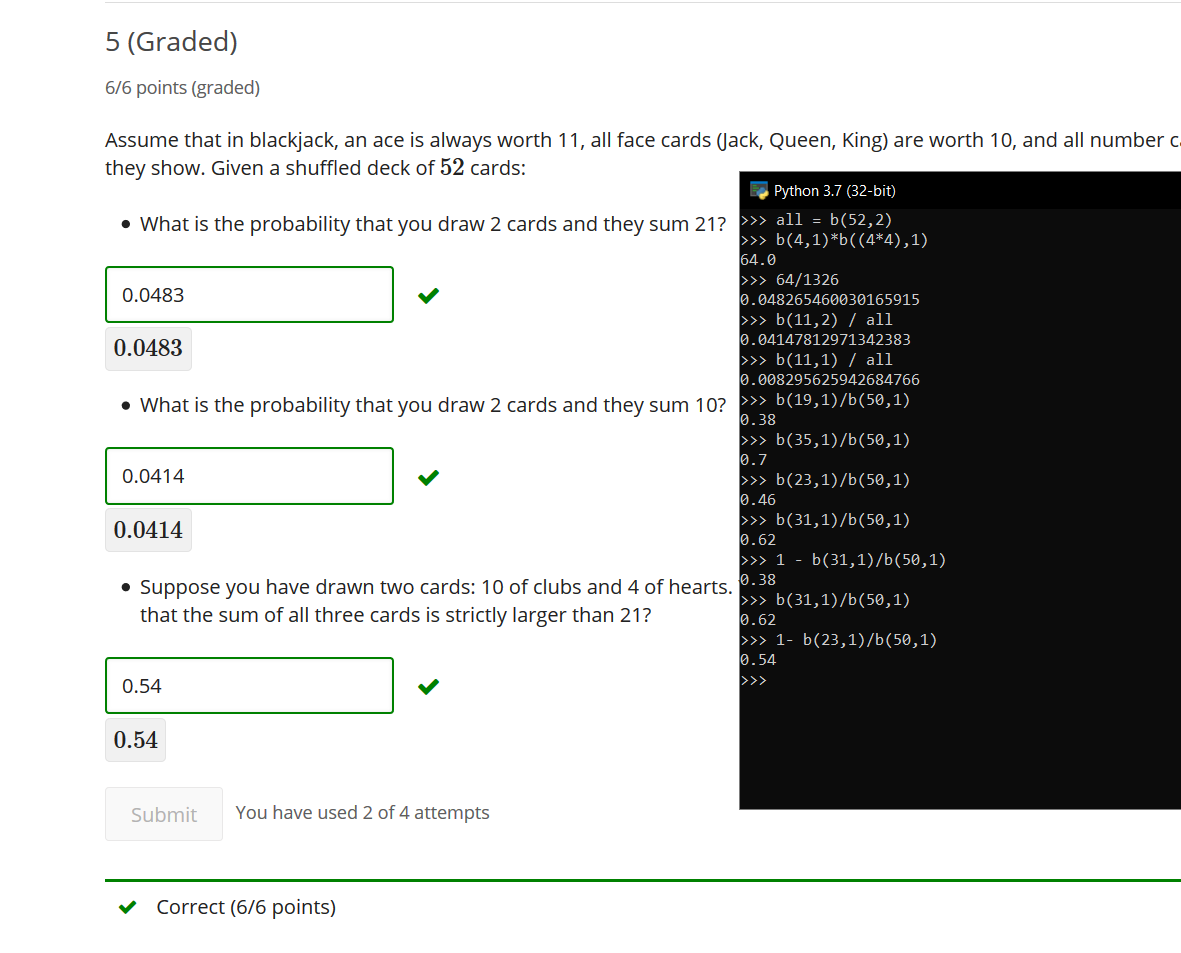 5 (Graded)
6/6 points (graded)
Assume that in blackjack, an ace is always worth 11, all face cards (Jack, Queen, King) are worth 10, and all number
they show. Given a shuffled deck of 52 cards:
• What is the probability that you draw 2 cards and they sum 21?
0.0483
0.0483
• What is the probability that you draw 2 cards and they sum 10?
0.0414
0.0414
• Suppose you have drawn two cards: 10 of clubs and 4 of hearts.
that the sum of all three cards is strictly larger than 21?
0.54
0.54
Submit
You have used 2 of 4 attempts
Correct (6/6 points)
Python 3.7 (32-bit)
>>> all = b(52,2)
>>> b(4,1)*b((4*4),1)
64.0
>>> 64/1326
0.048265460030165915
>>> b(11,2) / all
0.04147812971342383
>>> b(11,1) / all
0.008295625942684766
>>> b(19,1)/b(50,1)
0.38
>>> b(35,1)/b(50,1)
0.7
>>> b(23,1)/b(50,1)
0.46
>>> b(31,1)/b(50,1)
0.62
>>> 1 - b(31,1)/b(50,1)
0.38
>>> b(31,1)/b(50,1)
0.62
>>> 1- b(23,1)/b(50,1)
0.54
>>>